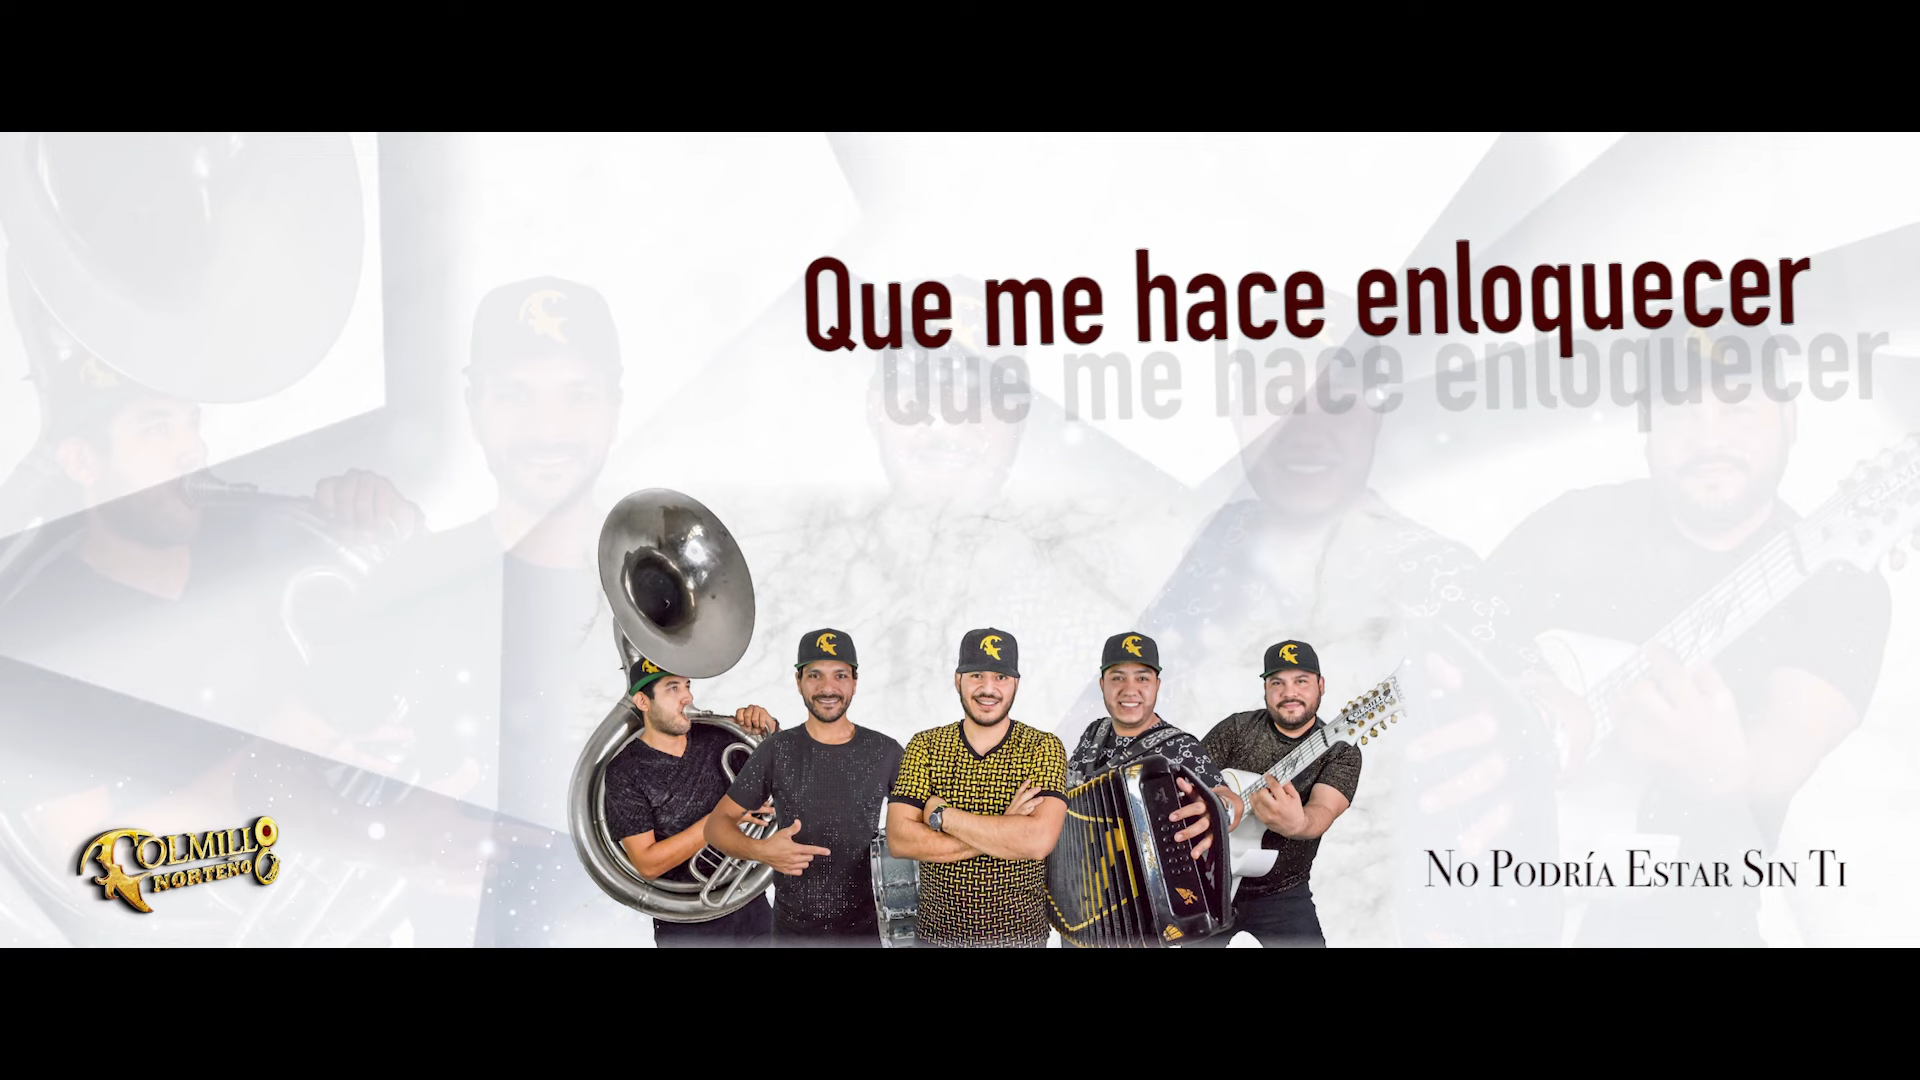 Que me hace enloquecer
Que me hace enloquecer
COLMILLO
NORTEÑO
No Podría Estar Sin Ti